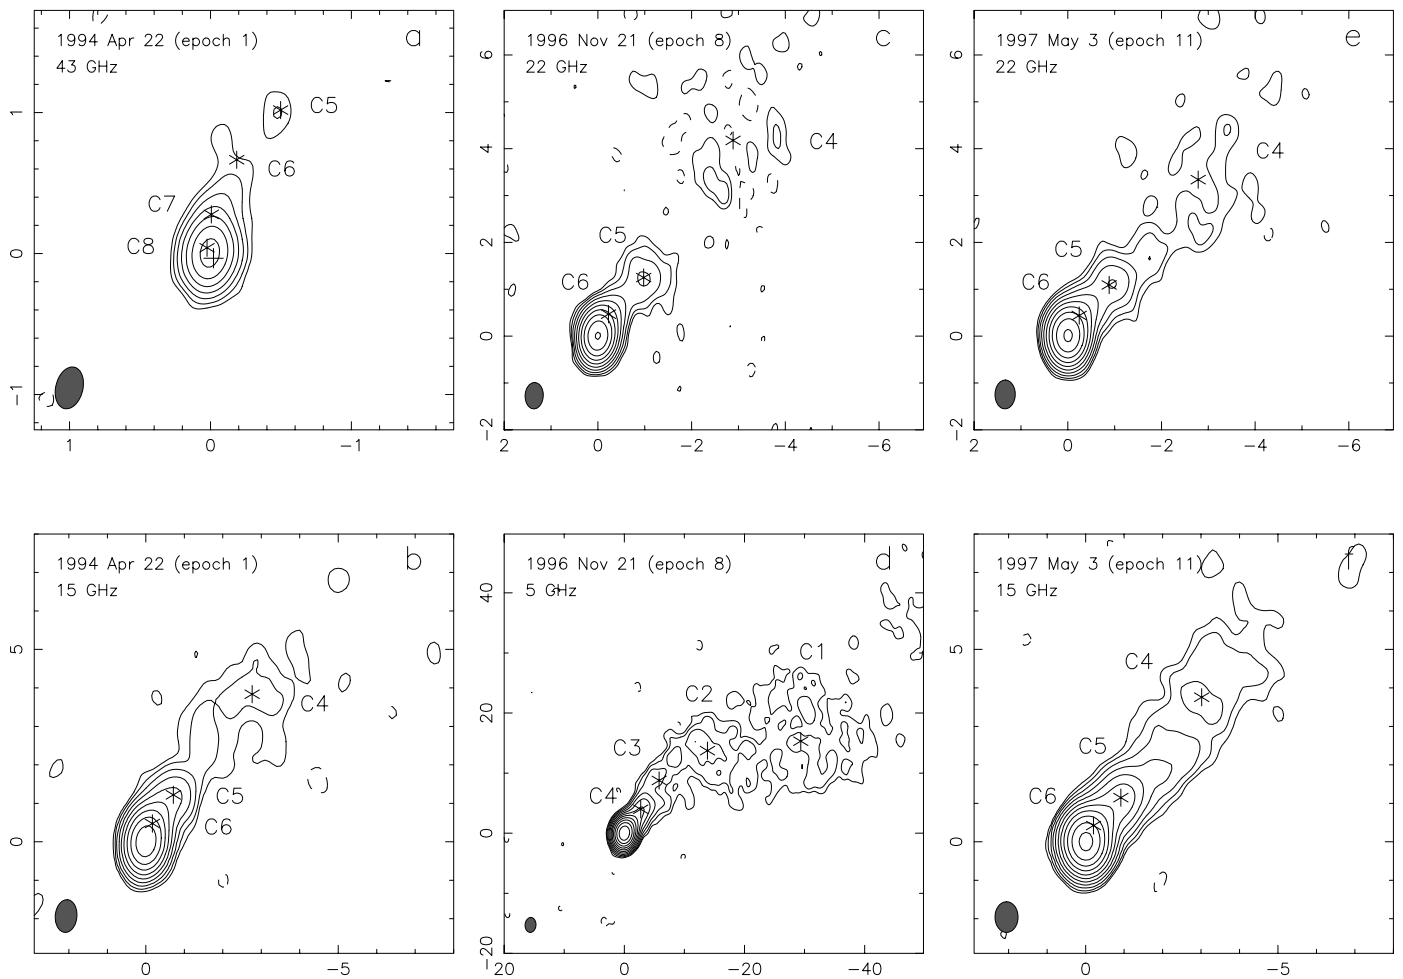 1994 Apr 22 (epoch 1)
43 GHz
a
C5
C6
C7
C8
1
0
−1
1
0
−1
1996 Nov 21 (epoch 8)
22 GHz
c
C4
C5
C6
6
4
2
0
−2
2
0
−2
−4
−6
1997 May 3 (epoch 11)
22 GHz
e
C4
C5
C6
6
4
2
0
−2
2
0
−2
−4
−6
1994 Apr 22 (epoch 1)
15 GHz
b
C4
C5
C6
5
0
0
−5
1996 Nov 21 (epoch 8)
5 GHz
d
C1
C2
C3
C4
40
20
0
−20
20
0
−20
−40
1997 May 3 (epoch 11)
15 GHz
f
C4
C5
C6
5
0
0
−5